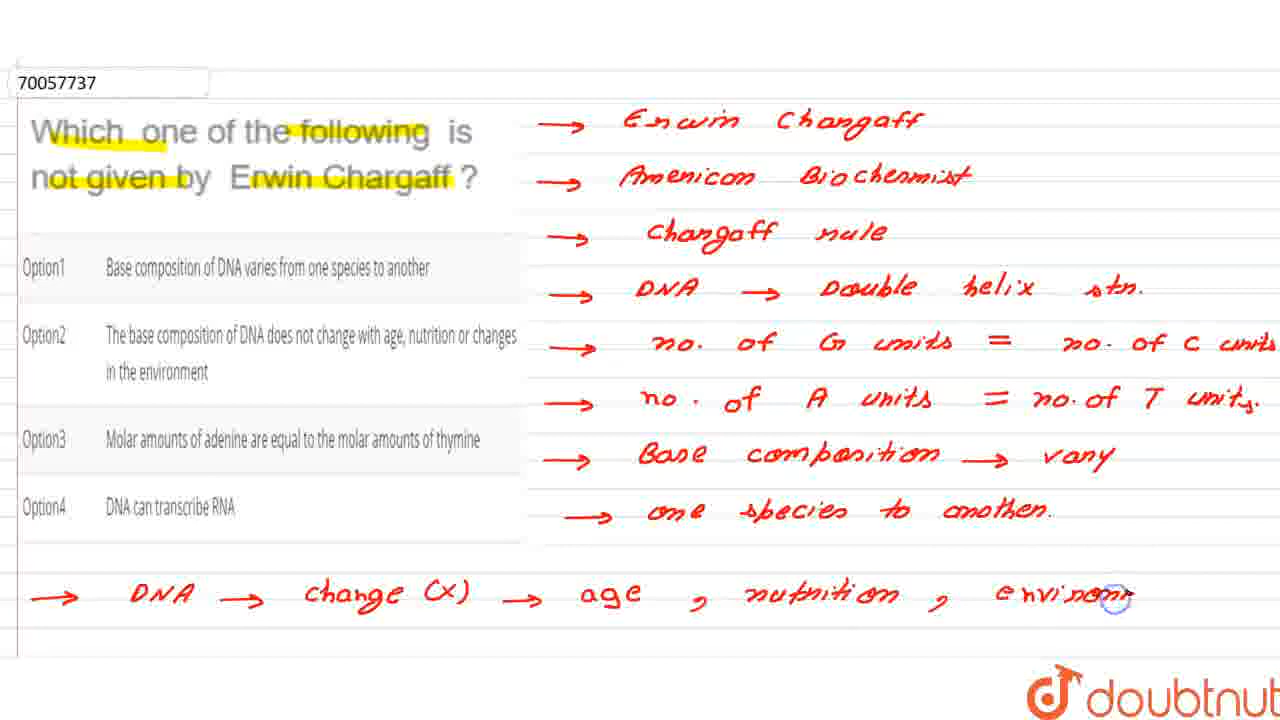 70057737
Which one of the following is
not given by Erwin Chargaff ?
Option1 Base composition of DNA varies from one species to another
Option2 The base composition of DNA does not change with age, nutrition or changes
in the environment
Option3 Molar amounts of adenine are equal to the molar amounts of thymine
Option4 DNA can transcribe RNA
→ Erwin Chargaff
→ American Biochermist
→ Chargaff rule
→ DNA → Double helix str.
→ no. of G units = no. of C units
→ no. of A units = no. of T units.
→ Base composition → vary
→ one species to another.
→ DNA → change (X) → age, nutrition, environm
doubtnut